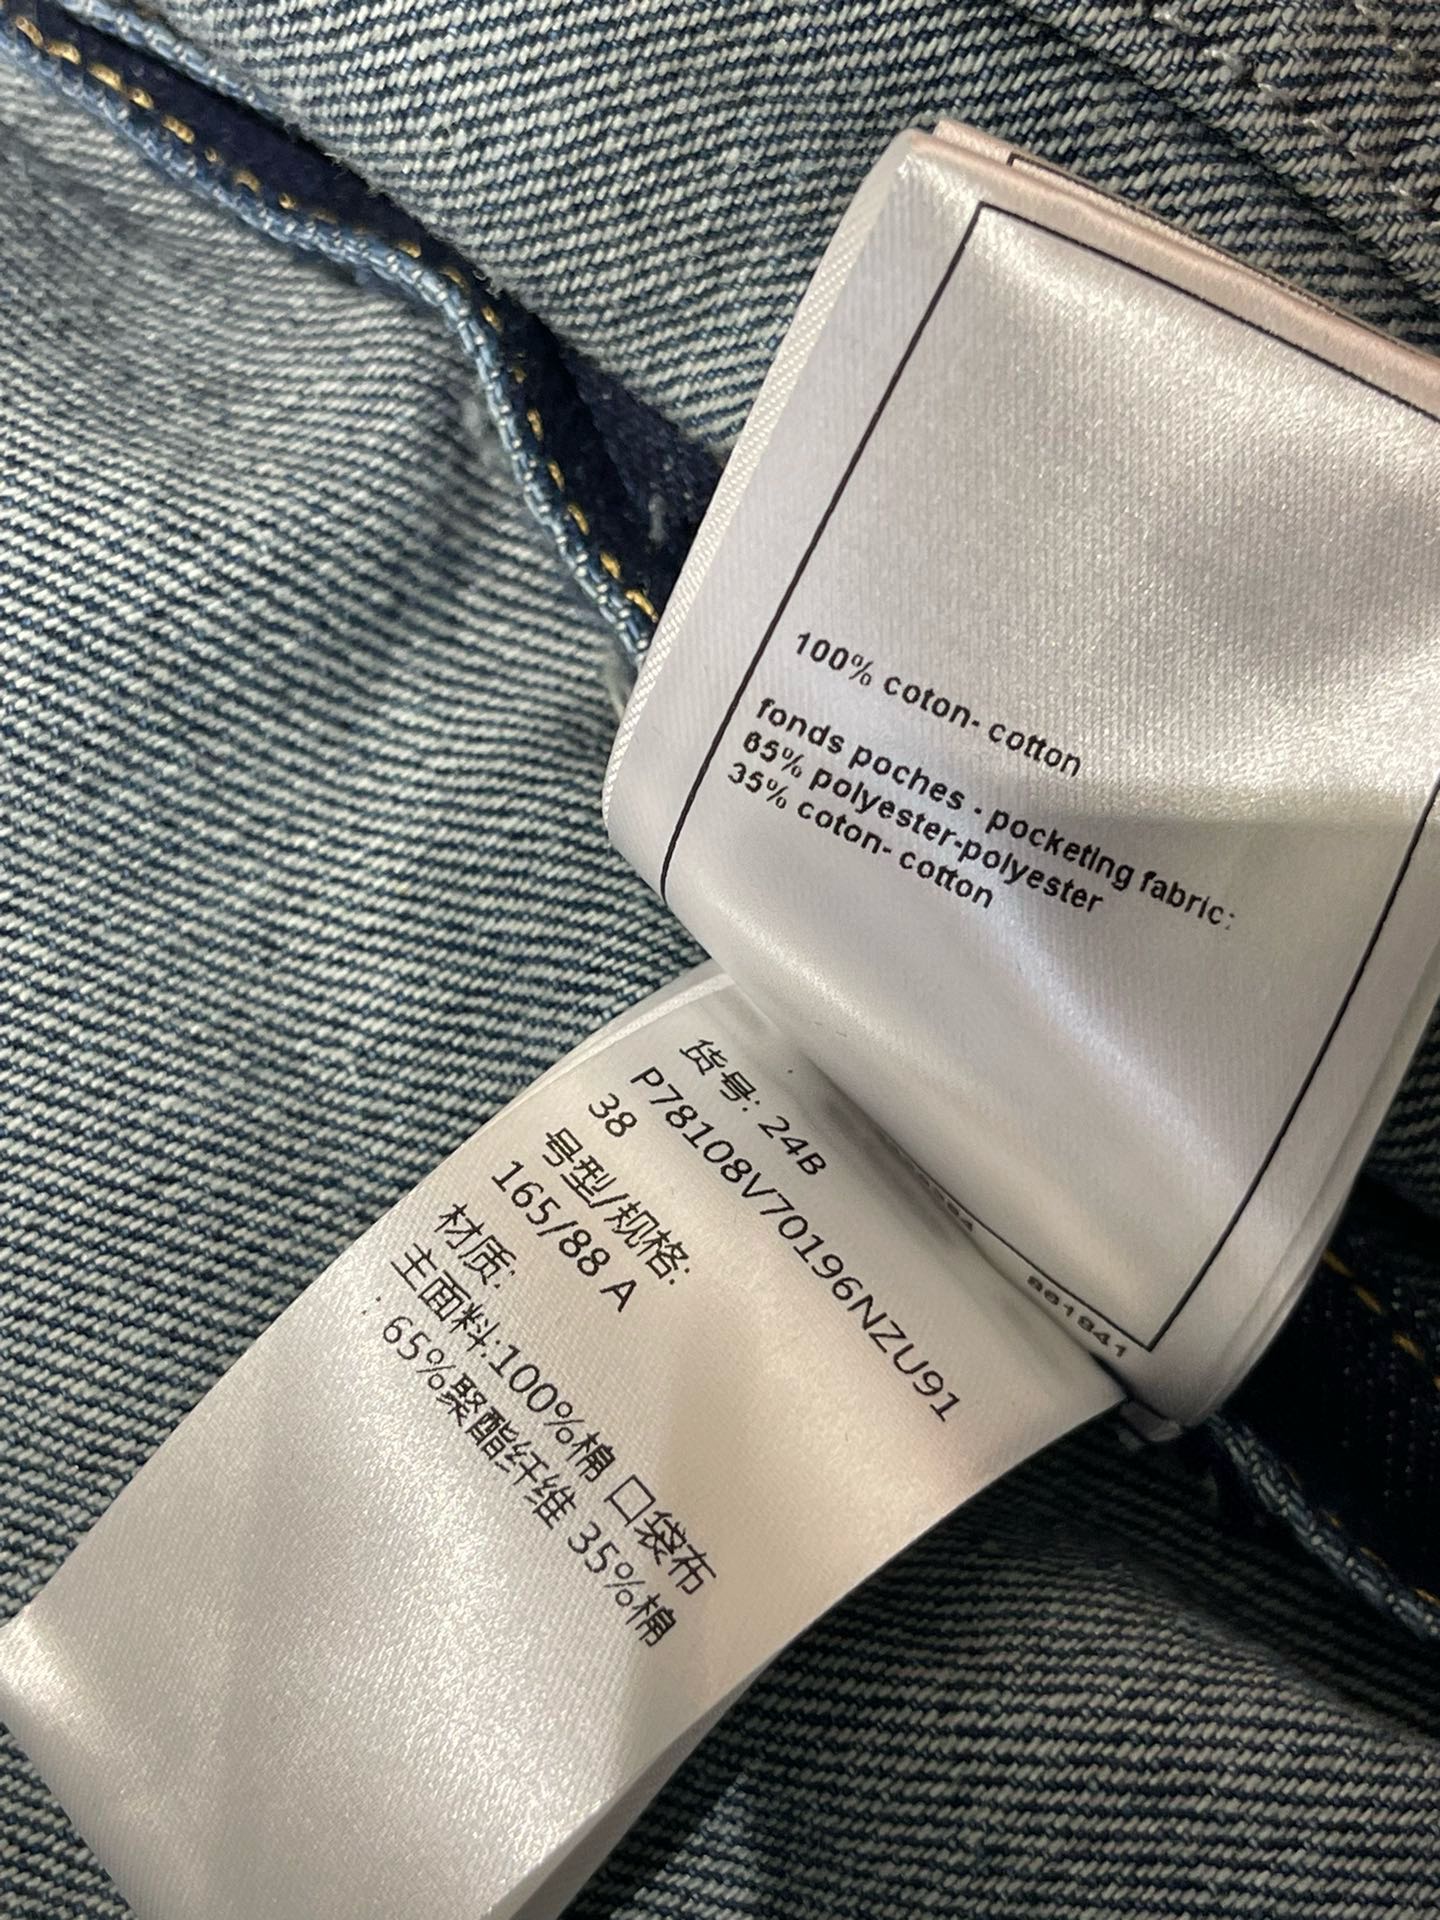 100% coton- cotton
fonds poches - pocketing fabric:
65% polyester-polyester
35% coton- cotton
961941
货号: 24B
P78108V70196NZU91
38
号型/规格:
165/88 A
材质:
主面料:100%棉 口袋布
: 65%聚酯纤维 35%棉